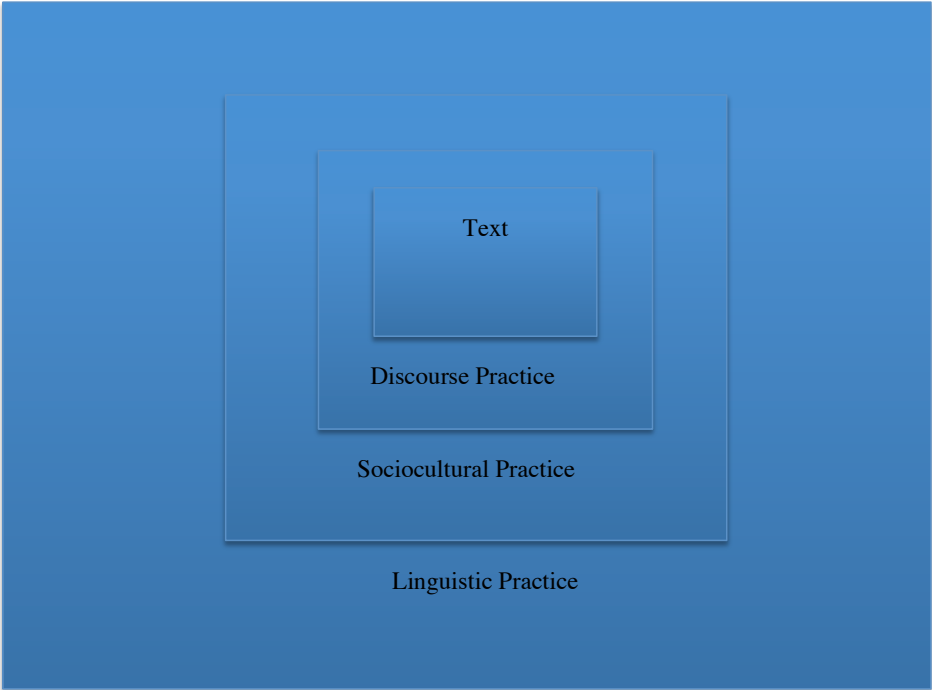 Text
Discourse Practice
Sociocultural Practice
Linguistic Practice